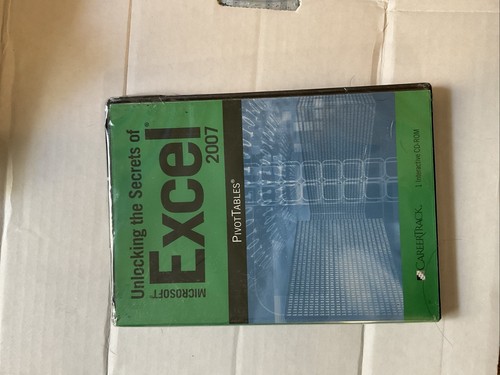 Unlocking the Secrets of
MICROSOFT® Excel®
2007
PIVOTTABLES®
CAREERTRACK
1 Interactive CD-ROM